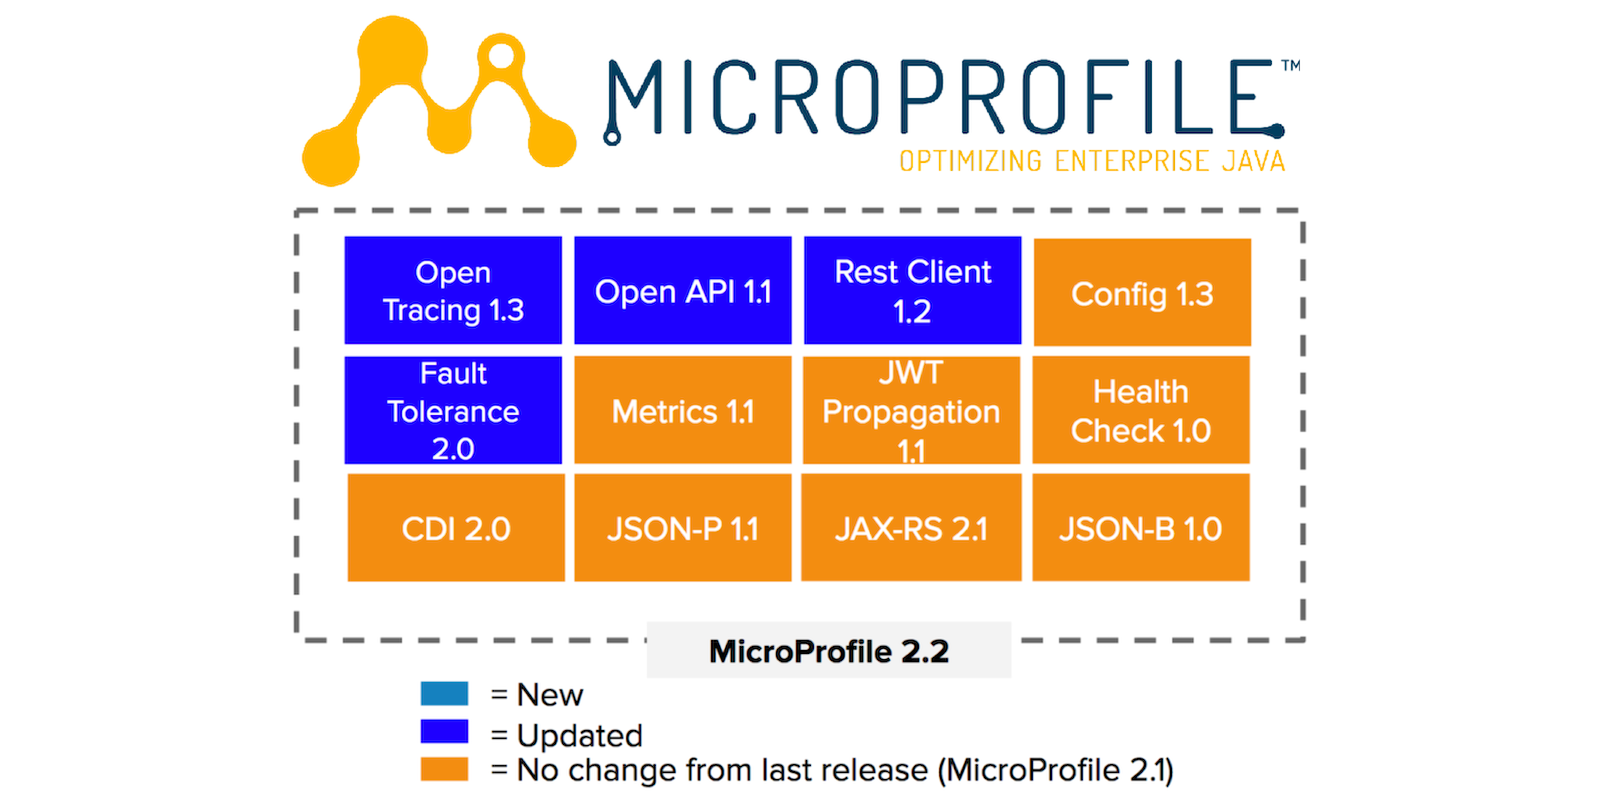 MICROPROFILE™
OPTIMIZING ENTERPRISE JAVA
Open
Tracing 1.3
Open API 1.1
Rest Client
1.2
Config 1.3
Fault
Tolerance
2.0
Metrics 1.1
JWT
Propagation
1.1
Health
Check 1.0
CDI 2.0
JSON-P 1.1
JAX-RS 2.1
JSON-B 1.0
MicroProfile 2.2
= New
= Updated
= No change from last release (MicroProfile 2.1)